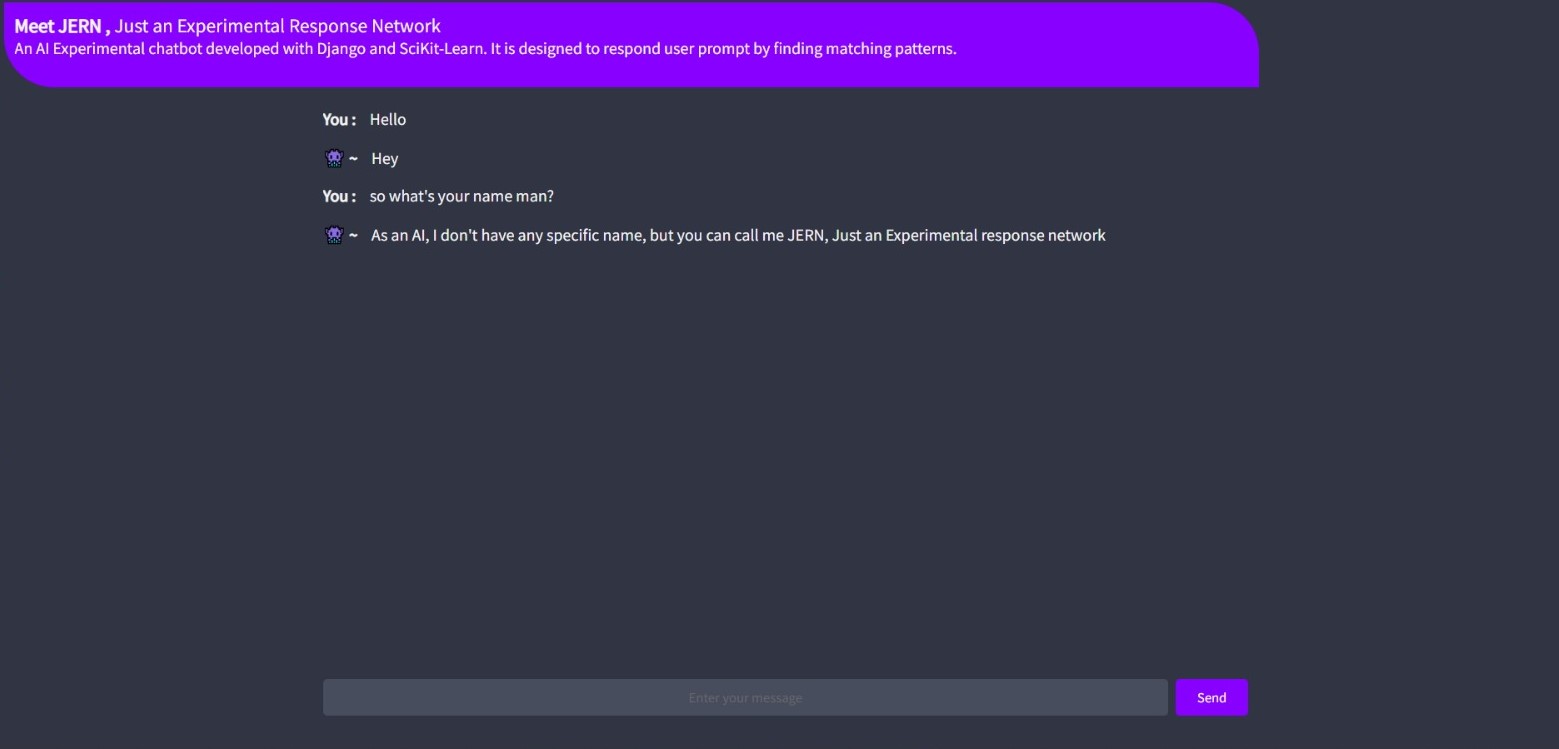 Meet JERN , Just an Experimental Response Network
An AI Experimental chatbot developed with Django and SciKit-Learn. It is designed to respond user prompt by finding matching patterns.
You : Hello
~ Hey
You : so what's your name man?
~ As an AI, I don't have any specific name, but you can call me JERN, Just an Experimental response network
Enter your message Send